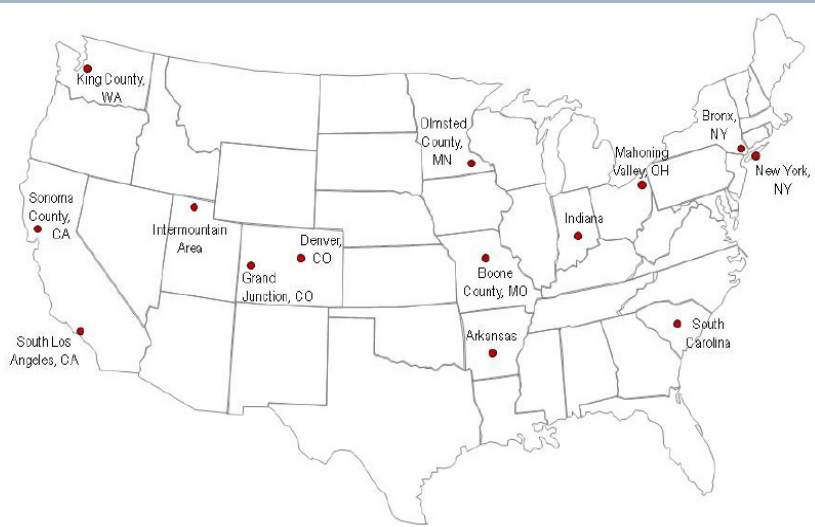 King County,
WA
Olmsted
County,
MN
Bronx,
NY
Mahoning
Valley, OH
New York,
NY
Sonoma
County,
CA
Intermountain
Area
Indiana
Denver,
CO
Grand
Junction, CO
Boone
County, MO
South Los
Angeles, CA
Arkansas
South
Carolina